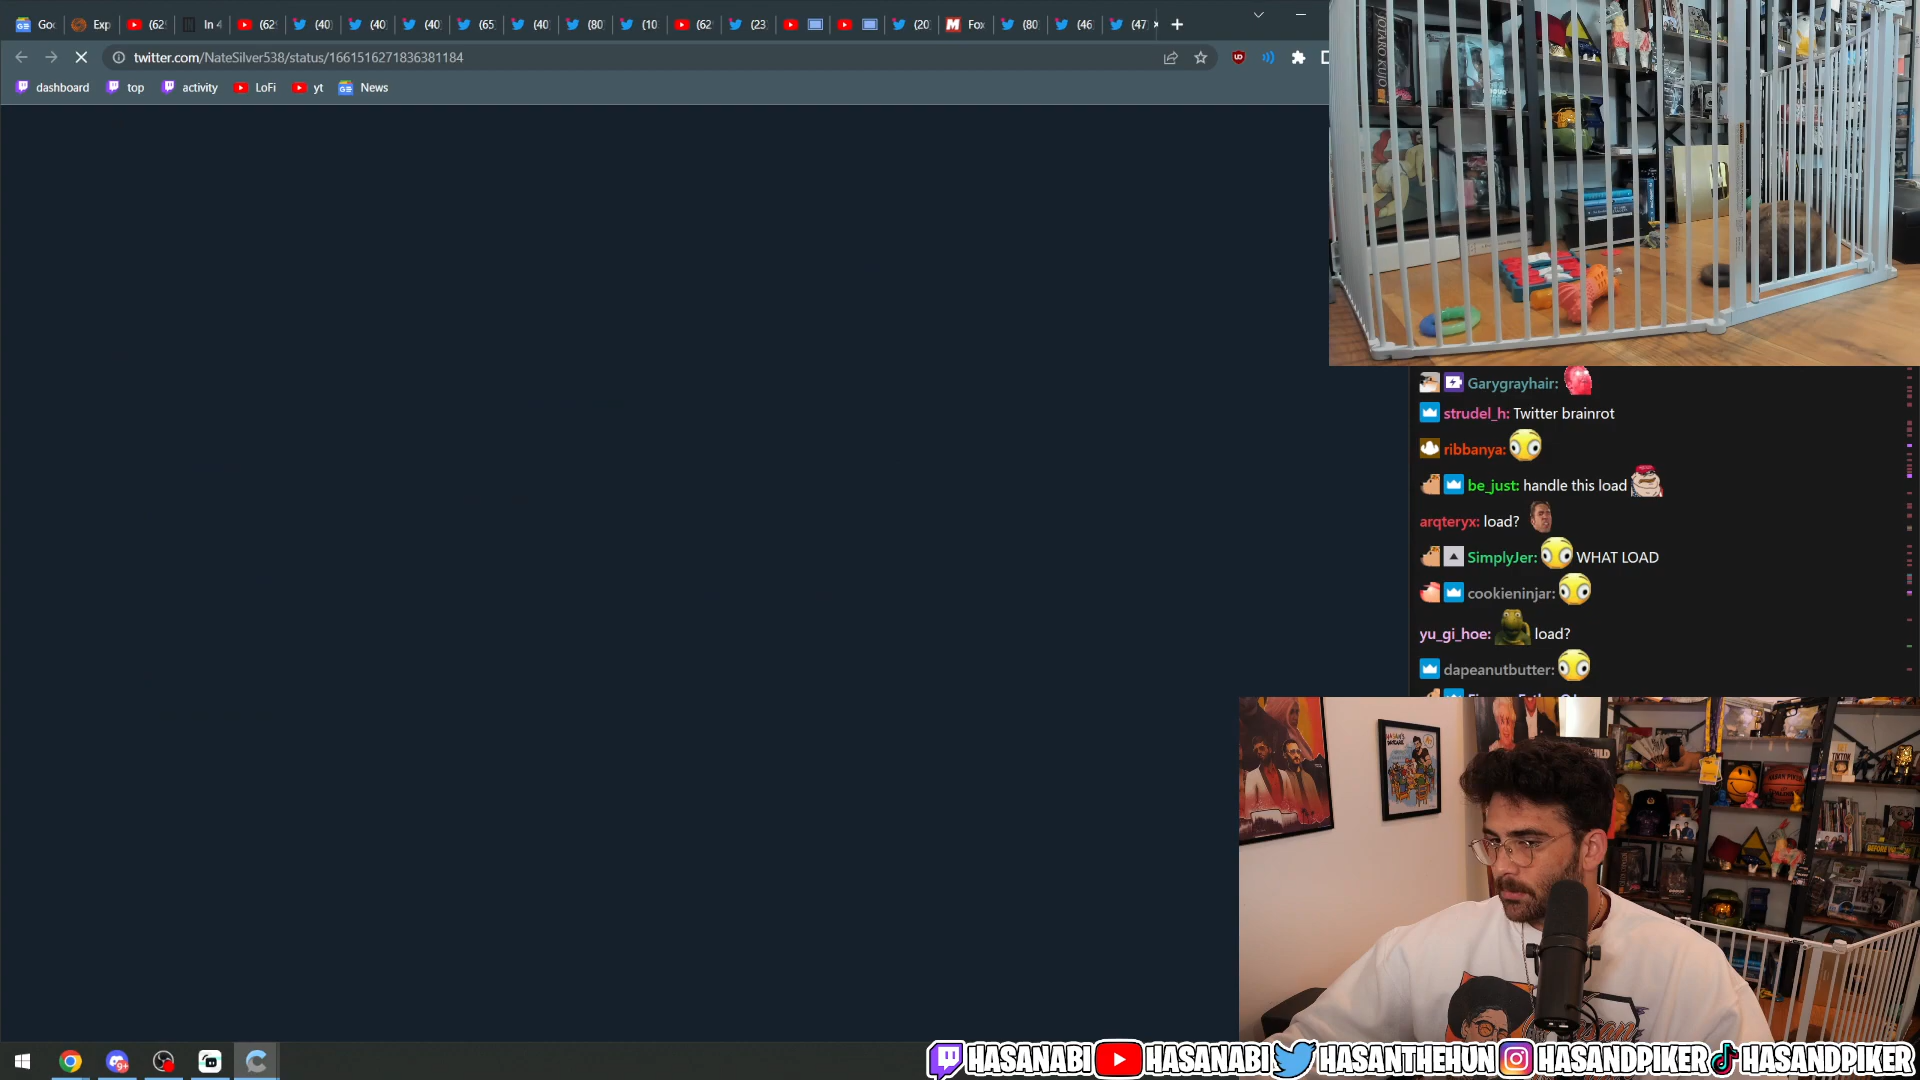 Goo
Exp
(62
In 4
(62
(40
(40
(40
(65
(40
(80
(10
(62
(23
(20
Fox
(80
(46
(47
twitter.com/NateSilver538/status/1661516271836381184
dashboard
top
activity
LoFi
yt
News
JOTARO KUJO
Garygrayhair:
strudel_h: Twitter brainrot
ribbanya:
be_just: handle this load
arqteryx: load?
SimplyJer: WHAT LOAD
cookieninjar:
yu_gi_hoe: load?
dapeanutbutter:
HASANABI HASANABI HASANTHEHUN HASANDPIKER HASANDPIKER